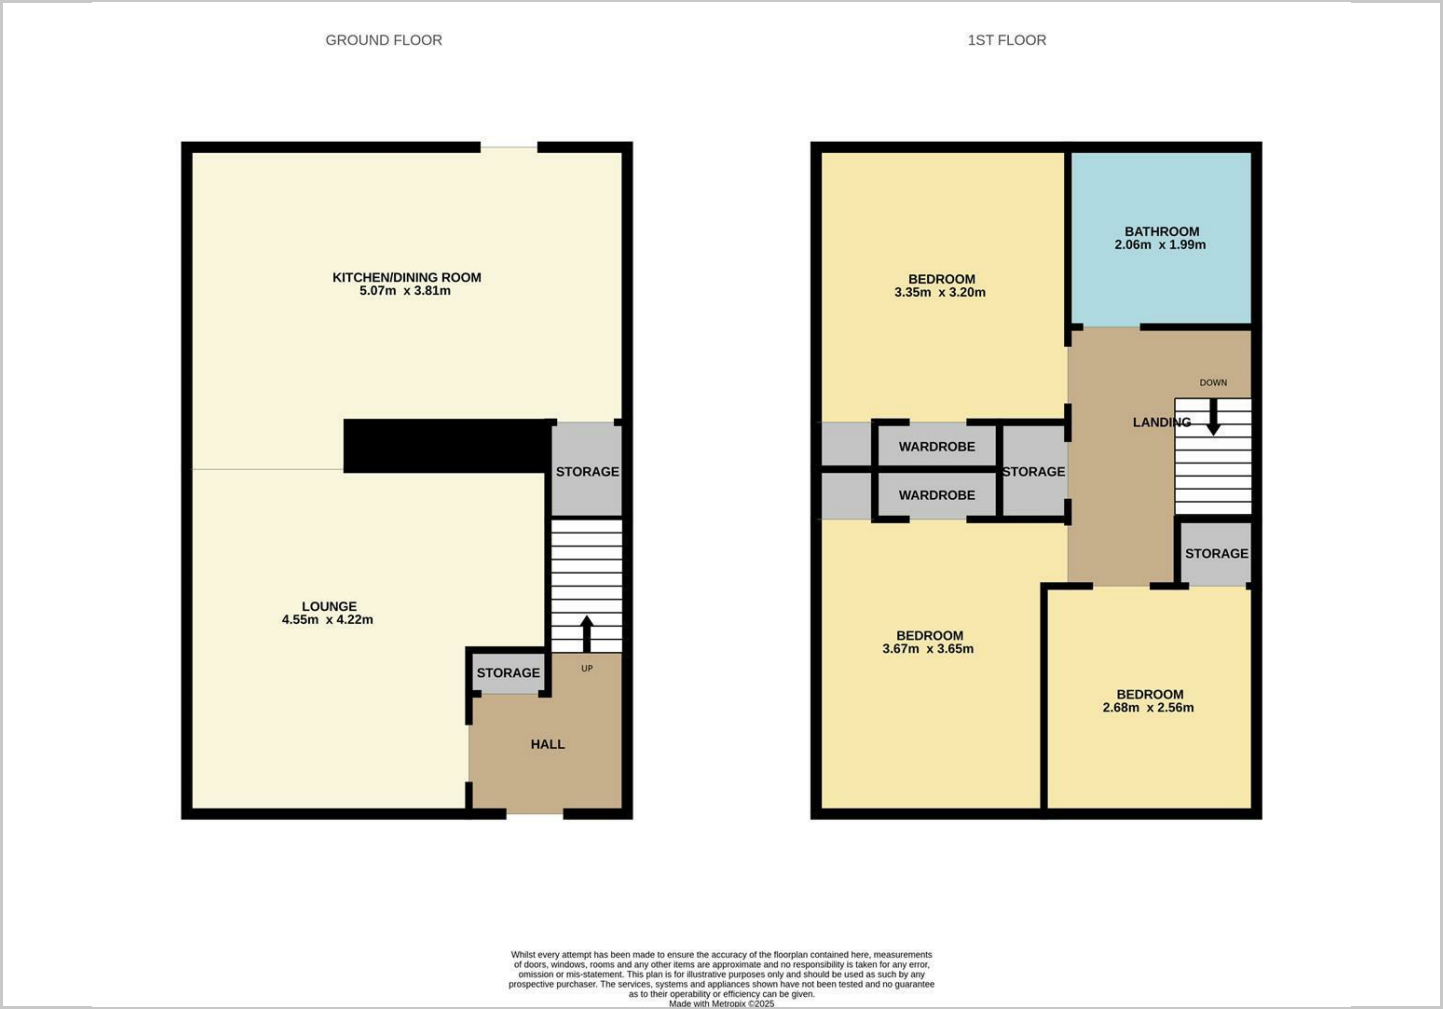 GROUND FLOOR
1ST FLOOR
KITCHEN/DINING ROOM
5.07m x 3.81m
STORAGE
LOUNGE
4.55m x 4.22m
STORAGE
UP
HALL
BEDROOM
3.35m x 3.20m
BATHROOM
2.06m x 1.99m
DOWN
LANDING
WARDROBE
STORAGE
WARDROBE
STORAGE
BEDROOM
3.67m x 3.65m
BEDROOM
2.68m x 2.56m
Whilst every attempt has been made to ensure the accuracy of the floorplan contained here, measurements
of doors, windows, rooms and any other items are approximate and no responsibility is taken for any error,
omission or mis-statement. This plan is for illustrative purposes only and should be used as such by any
prospective purchaser. The services, systems and appliances shown have not been tested and no guarantee
as to their operability or efficiency can be given.
Made with Metropix ©2025